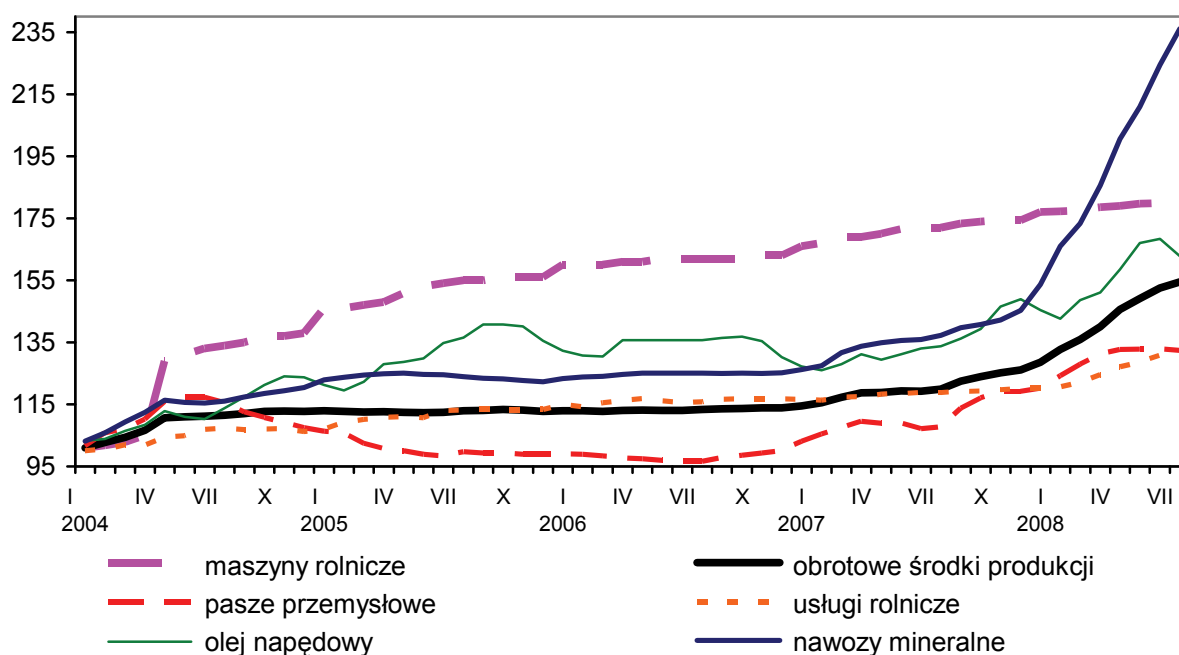 235
215
195
175
155
135
115
95
I IV VII X I IV VII X I IV VII X I IV VII X I IV VII
2004 2005 2006 2007 2008
maszyny rolnicze obrotowe środki produkcji
pasze przemysłowe usługi rolnicze
olej napędowy nawozy mineralne